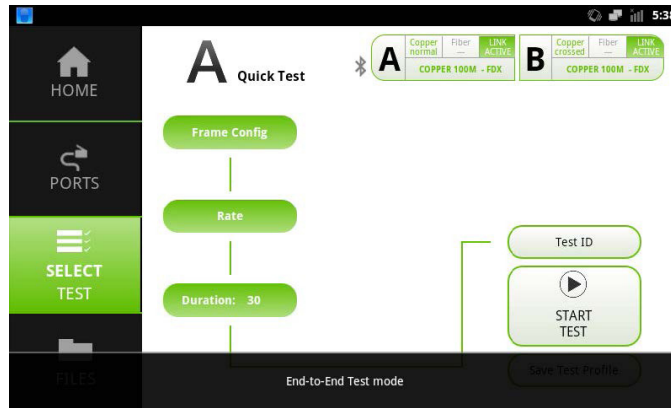 5:38
HOME
PORTS
SELECT
TEST
FILES
A Quick Test
A
Copper
normal
Fiber
---
LINK
ACTIVE
COPPER 100M - FDX
B
Copper
crossed
Fiber
---
LINK
ACTIVE
COPPER 100M - FDX
Frame Config
Rate
Duration: 30
Test ID
START
TEST
Save Test Profile
End-to-End Test mode